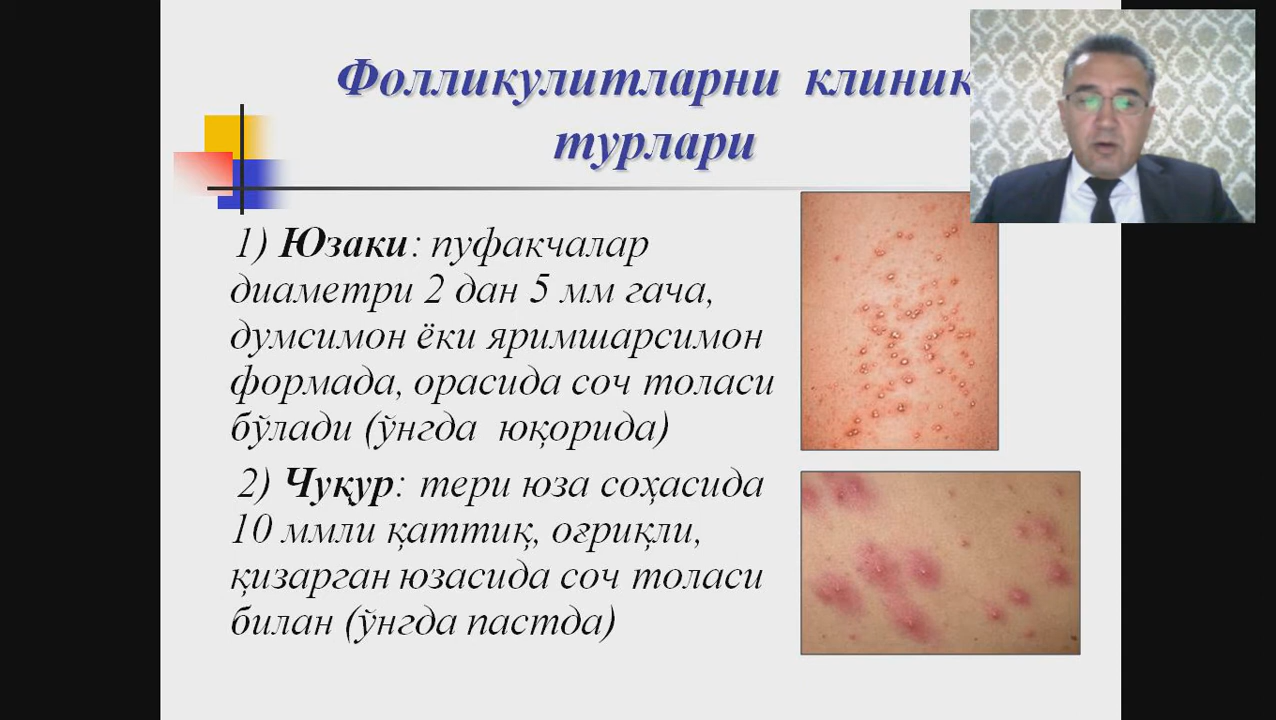 Фолликулитларни клиник
турлари
1) Юзаки: пуфакчалар
диаметри 2 дан 5 мм гача,
думсимон ёки яримшарсимон
формада, орасида соч толаси
бўлади (ўнгда юқорида)
2) Чуқур: тери юза соҳасида
10 ммли қаттиқ, оғриқли,
қизарган юзасида соч толаси
билан (ўнгда пастда)